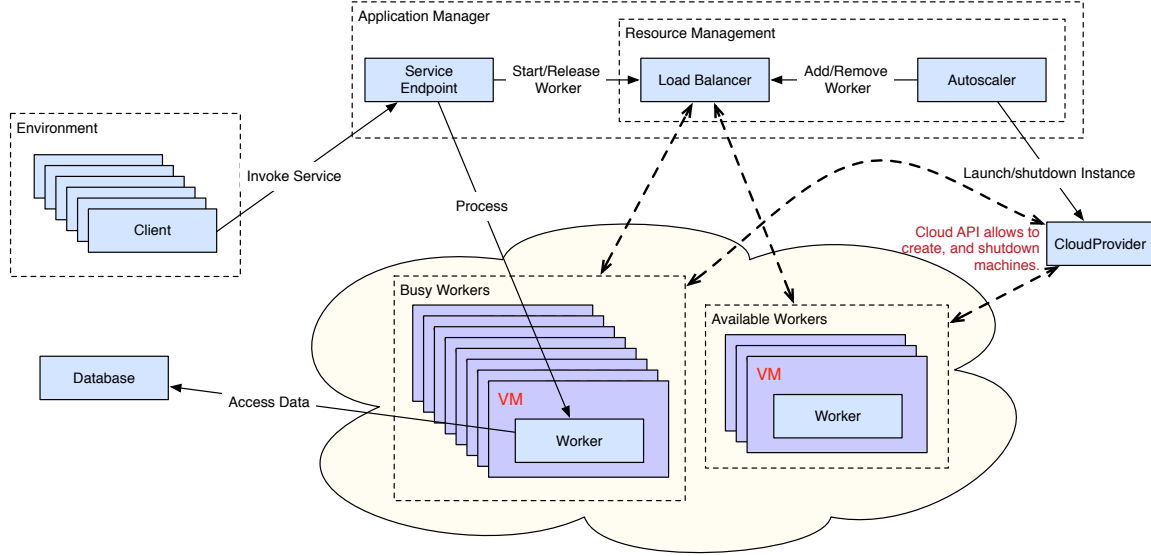 Application Manager
Resource Management
Service
Endpoint
Start/Release
Worker
Load Balancer
Add/Remove
Worker
Autoscaler
Environment
Client
Invoke Service
Process
Launch/shutdown Instance
Cloud API allows to
create, and shutdown
machines.
CloudProvider
Busy Workers
VM
Worker
Available Workers
VM
Worker
Database
Access Data